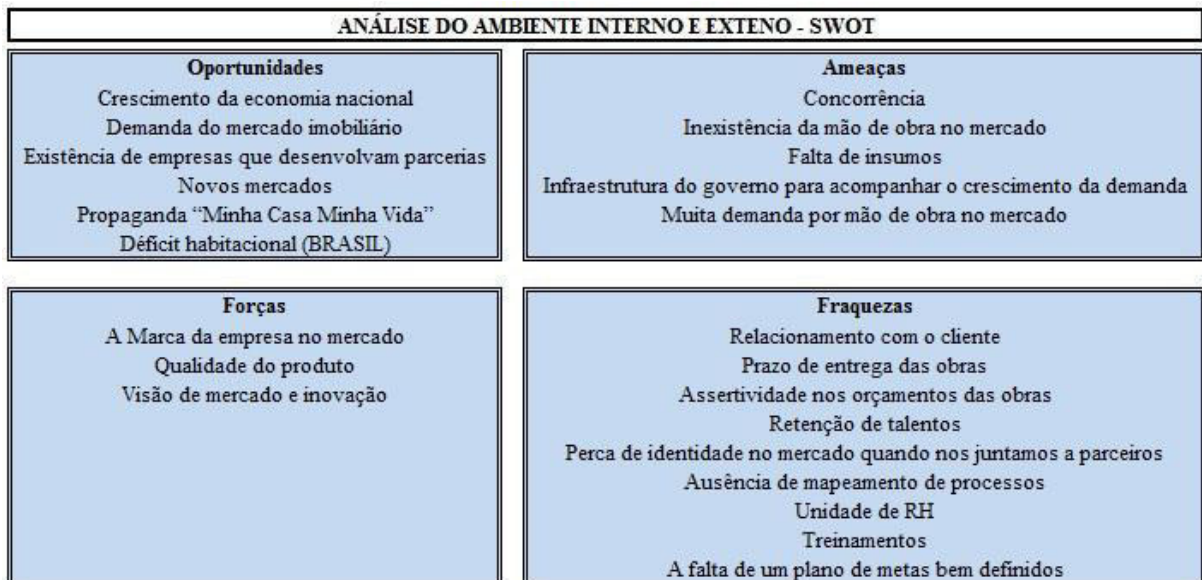 ANÁLISE DO AMBIENTE INTERNO E EXTENO - SWOT
Oportunidades
Crescimento da economia nacional
Demanda do mercado imobiliário
Existência de empresas que desenvolvam parcerias
Novos mercados
Propaganda “Minha Casa Minha Vida”
Déficit habitacional (BRASIL)
Ameaças
Concorrência
Inexistência da mão de obra no mercado
Falta de insumos
Infraestrutura do governo para acompanhar o crescimento da demanda
Muita demanda por mão de obra no mercado
Forças
A Marca da empresa no mercado
Qualidade do produto
Visão de mercado e inovação
Fraquezas
Relacionamento com o cliente
Prazo de entrega das obras
Assertividade nos orçamentos das obras
Retenção de talentos
Perca de identidade no mercado quando nos juntamos a parceiros
Ausência de mapeamento de processos
Unidade de RH
Treinamentos
A falta de um plano de metas bem definidos